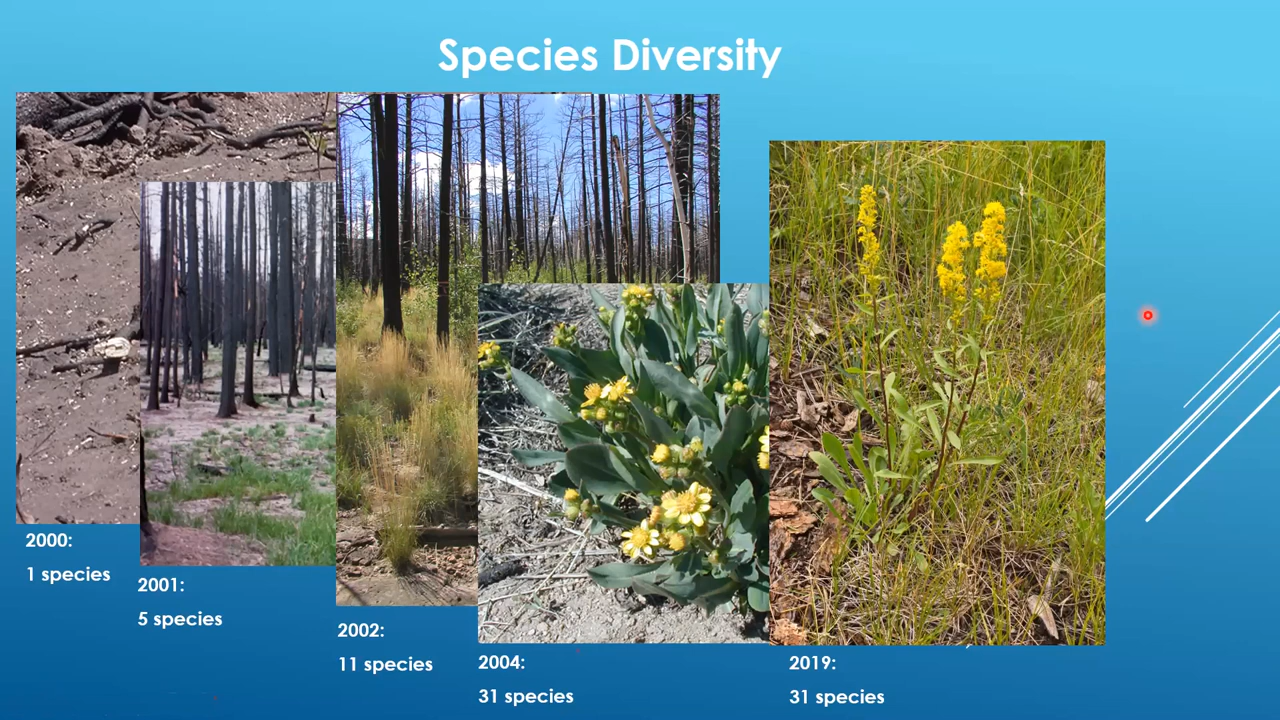 Species Diversity
2000:
1 species
2001:
5 species
2002:
11 species
2004:
31 species
2019:
31 species